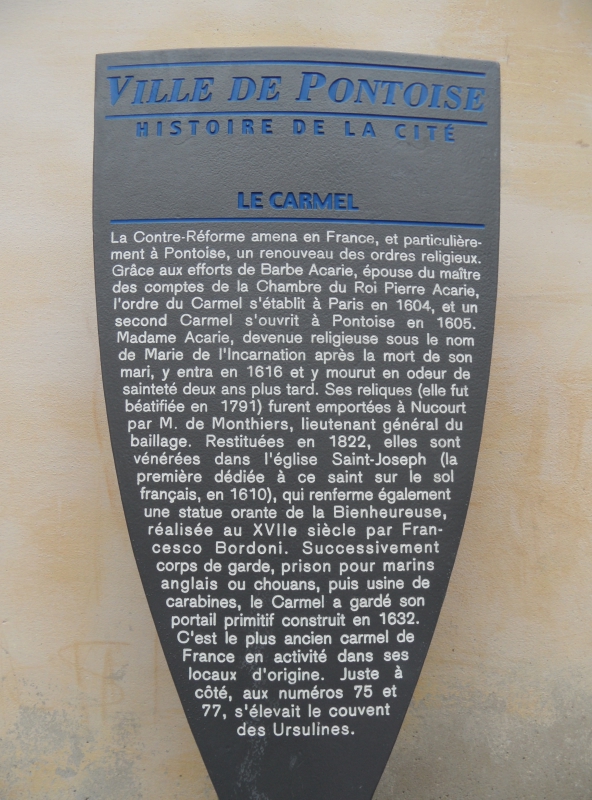 VILLE DE PONTOISE
HISTOIRE DE LA CITÉ
LE CARMEL
La Contre-Réforme amena en France, et particulière-
ment à Pontoise, un renouveau des ordres religieux.
Grâce aux efforts de Barbe Acarie, épouse du maître
des comptes de la Chambre du Roi Pierre Acarie,
l'ordre du Carmel s'établit à Paris en 1604, et un
second Carmel s'ouvrit à Pontoise en 1605.
Madame Acarie, devenue religieuse sous le nom
de Marie de l'Incarnation après la mort de son
mari, y entra en 1616 et y mourut en odeur de
sainteté deux ans plus tard. Ses reliques (elle fut
béatifiée en 1791) furent emportées à Nucourt
par M. de Monthiers, lieutenant général du
baillage. Restituées en 1822, elles sont
vénérées dans l'église Saint-Joseph (la
première dédiée à ce saint sur le sol
français, en 1610), qui renferme également
une statue orante de la Bienheureuse,
réalisée au XVIIe siècle par Fran-
cesco Bordoni. Successivement
corps de garde, prison pour marins
anglais ou chouans, puis usine de
carabines, le Carmel a gardé son
portail primitif construit en 1632.
C'est le plus ancien carmel de
France en activité dans ses
locaux d'origine. Juste à
côté, aux numéros 75 et
77, s'élevait le couvent
des Ursulines.